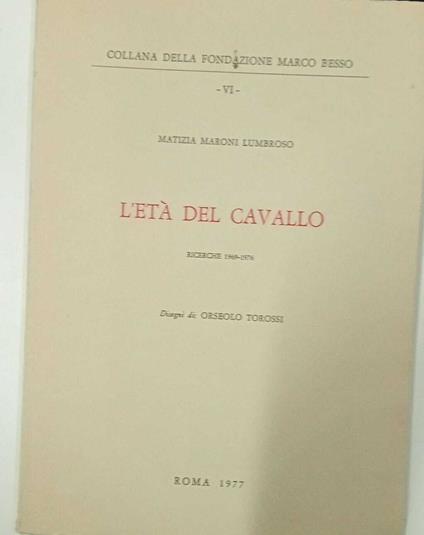 COLLANA DELLA FONDAZIONE MARCO BESSO
- VI -
MATIZIA MARONI LUMBROSO
L'ETÀ DEL CAVALLO
RICERCHE 1969-1976
Disegni di: ORSEOLO TOROSSI
ROMA 1977